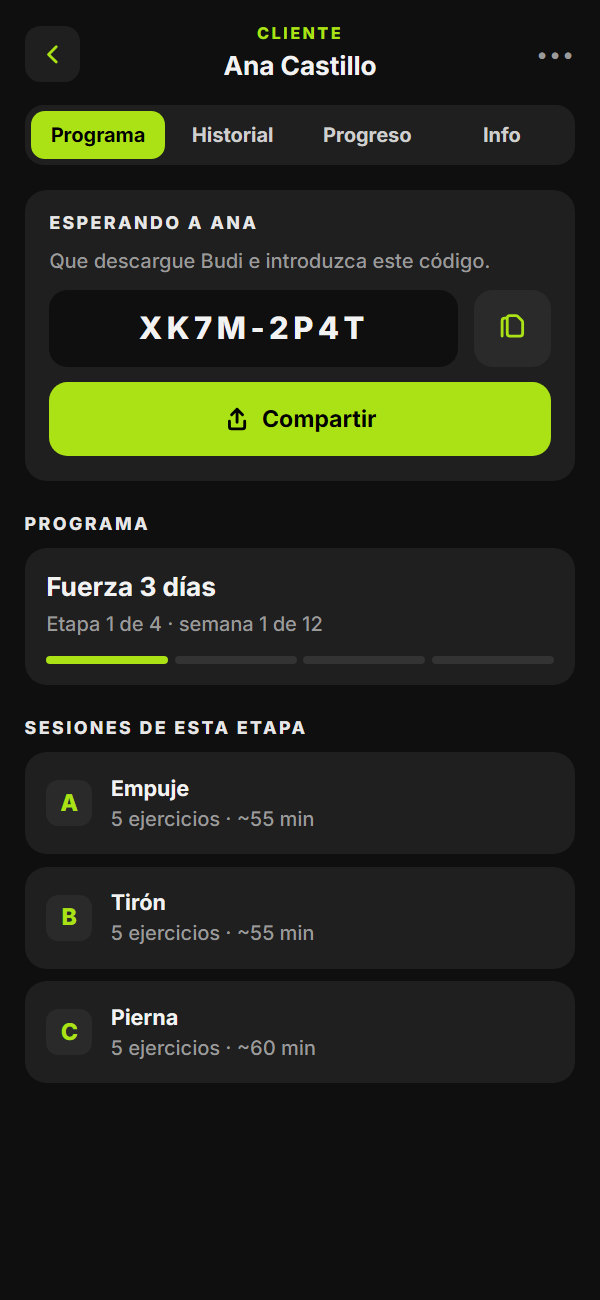 CLIENTE
Ana Castillo
Programa
Historial
Progreso
Info
ESPERANDO A ANA
Que descargue Budi e introduzca este código.
XK7M-2P4T
Compartir
PROGRAMA
Fuerza 3 días
Etapa 1 de 4 · semana 1 de 12
SESIONES DE ESTA ETAPA
A
Empuje
5 ejercicios · ~55 min
B
Tirón
5 ejercicios · ~55 min
C
Pierna
5 ejercicios · ~60 min